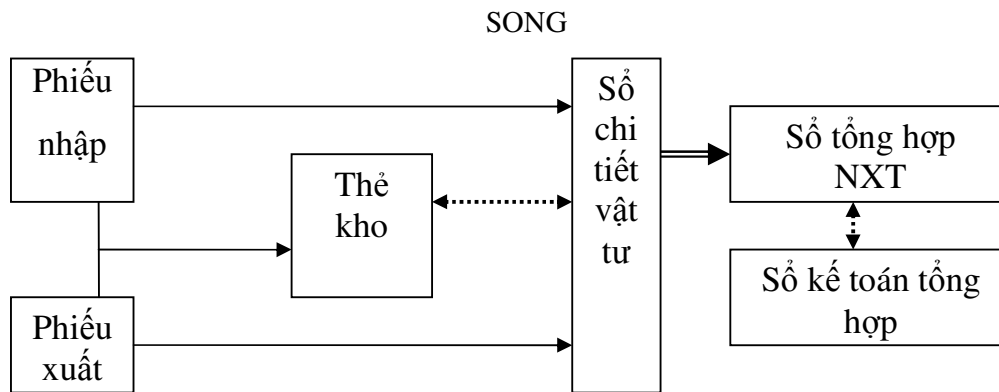 SONG
Phiếu
nhập
Thẻ
kho
Phiếu
xuất
Sổ
chi
tiết
vật
tư
Sổ tổng hợp
NXT
Sổ kế toán tổng
hợp